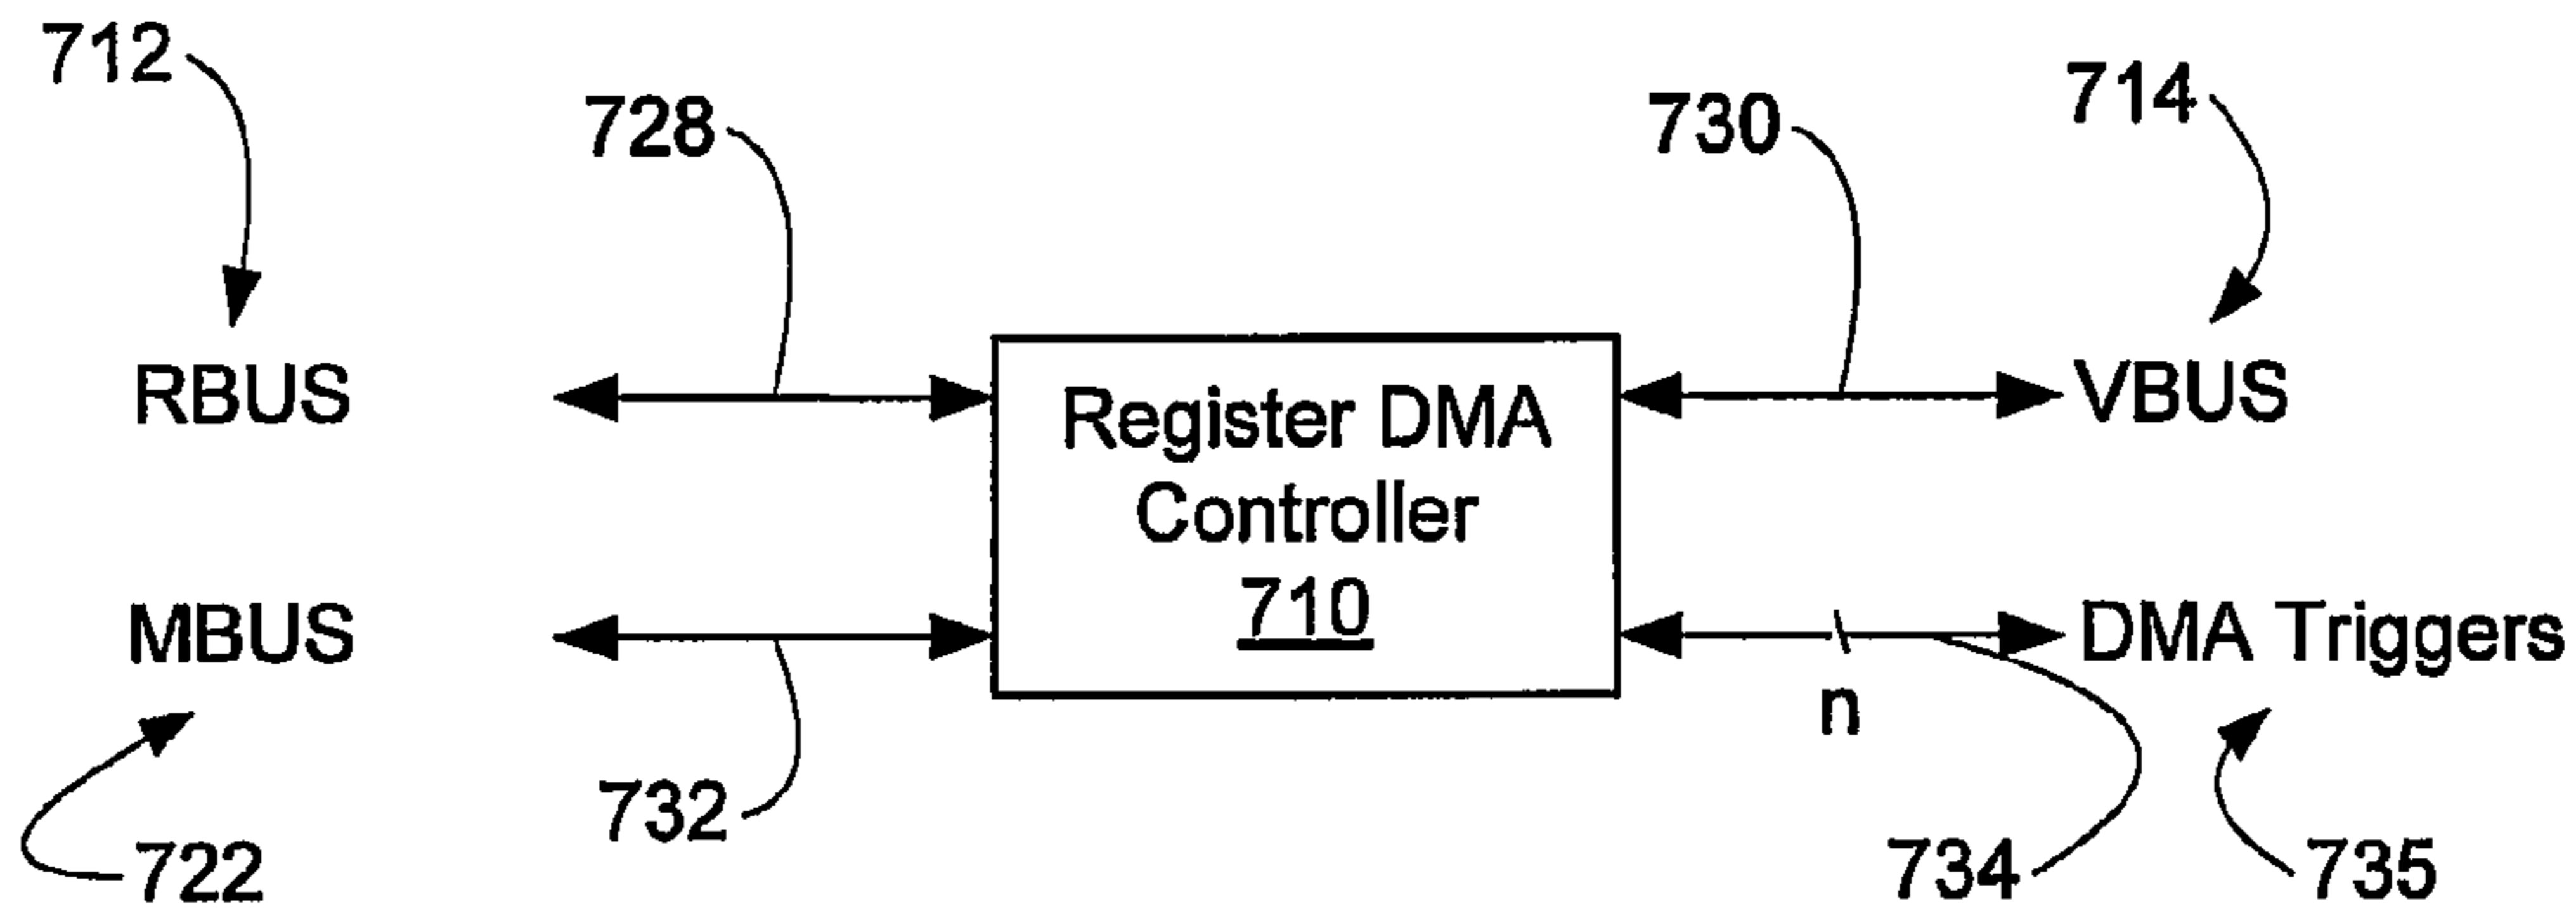 712
728
730
714
RBUS
Register DMA
Controller
710
VBUS
MBUS
DMA Triggers
n
732
722
734
735